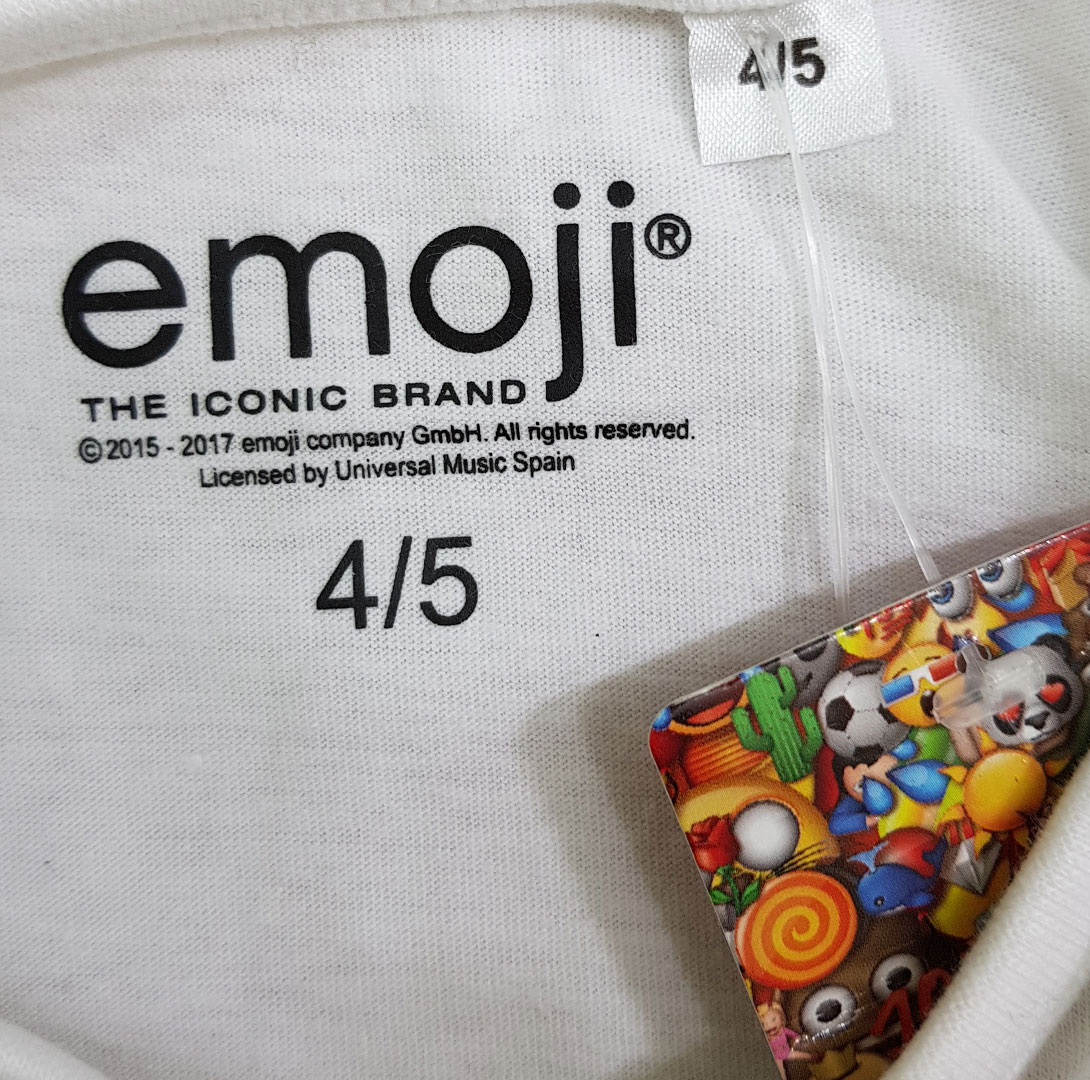 4/5
emoji®
THE ICONIC BRAND
©2015 - 2017 emoji company GmbH. All rights reserved.
Licensed by Universal Music Spain
4/5